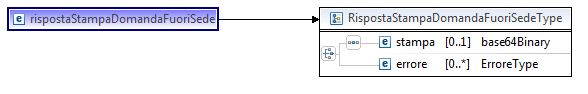 e rispostaStampaDomandaFuoriSede
RispostaStampaDomandaFuoriSedeType
e stampa [0..1] base64Binary
e errore [0..*] ErroreType